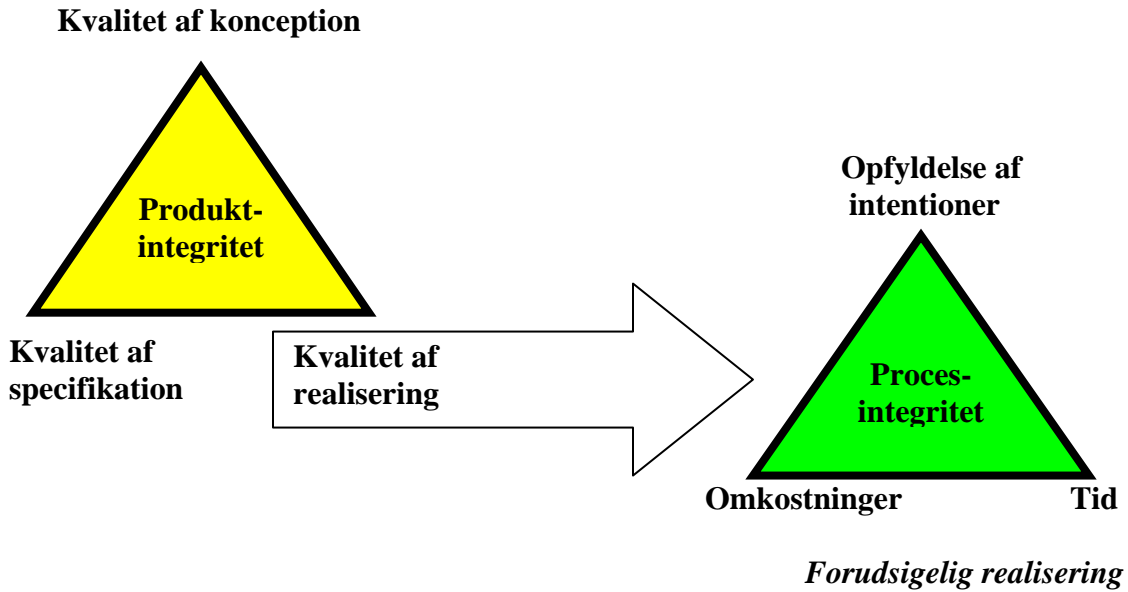 Kvalitet af konception
Produkt-
integritet
Kvalitet af
specifikation
Kvalitet af
realisering
Opfyldelse af
intentioner
Proces-
integritet
Omkostninger
Tid
Forudsigelig realisering